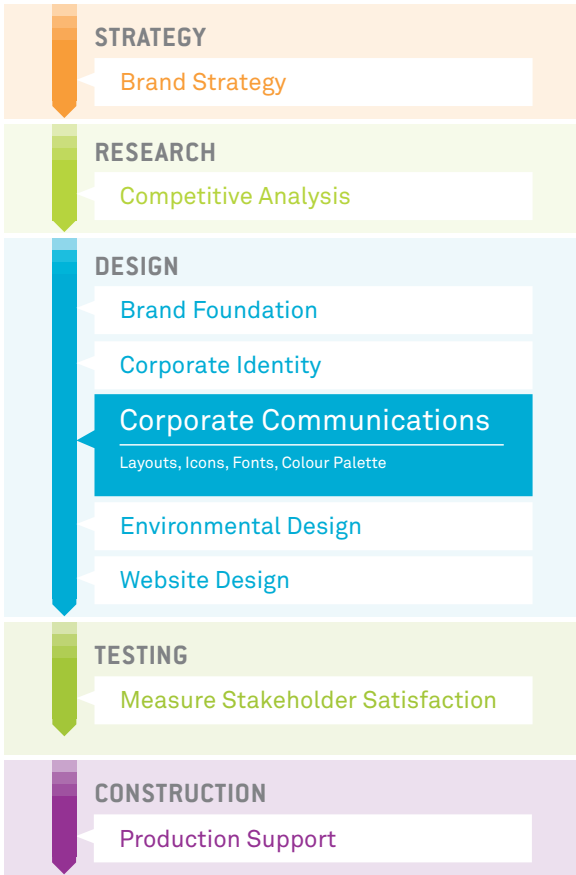 STRATEGY
Brand Strategy
RESEARCH
Competitive Analysis
DESIGN
Brand Foundation
Corporate Identity
Corporate Communications
Layouts, Icons, Fonts, Colour Palette
Environmental Design
Website Design
TESTING
Measure Stakeholder Satisfaction
CONSTRUCTION
Production Support